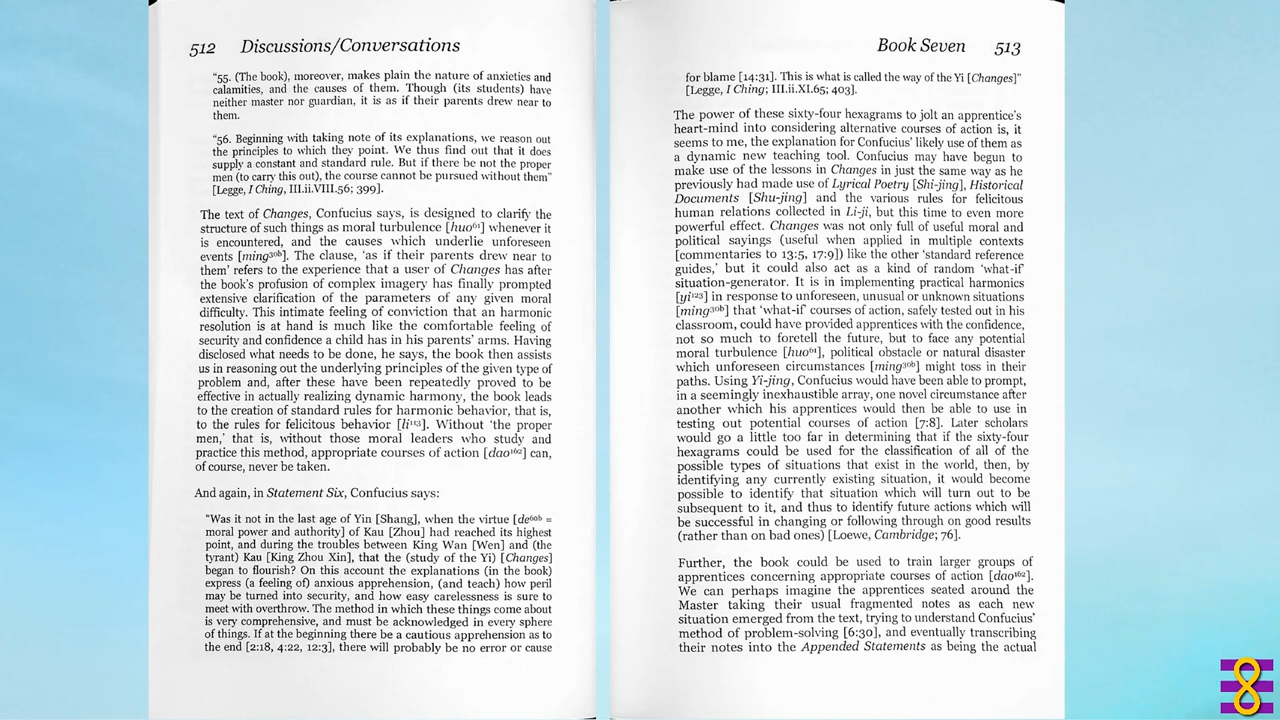 512 Discussions/Conversations
"55. (The book), moreover, makes plain the nature of anxieties and
calamities, and the causes of them. Though (its students) have
neither master nor guardian, it is as if their parents drew near to
them.
"56. Beginning with taking note of its explanations, we reason out
the principles to which they point. We thus find out that it does
supply a constant and standard rule. But if there be not the proper
men (to carry this out), the course cannot be pursued without them"
[Legge, I Ching, III.ii.VIII.56; 399].
The text of Changes, Confucius says, is designed to clarify the
structure of such things as moral turbulence [huo⁶¹] whenever it
is encountered, and the causes which underlie unforeseen
events [ming³⁰ᵇ]. The clause, 'as if their parents drew near to
them' refers to the experience that a user of Changes has after
the book's profusion of complex imagery has finally prompted
extensive clarification of the parameters of any given moral
difficulty. This intimate feeling of conviction that an harmonic
resolution is at hand is much like the comfortable feeling of
security and confidence a child has in his parents' arms. Having
disclosed what needs to be done, he says, the book then assists
us in reasoning out the underlying principles of the given type of
problem and, after these have been repeatedly proved to be
effective in actually realizing dynamic harmony, the book leads
to the creation of standard rules for harmonic behavior, that is,
to the rules for felicitous behavior [li¹¹³]. Without 'the proper
men,' that is, without those moral leaders who study and
practice this method, appropriate courses of action [dao¹⁶²] can,
of course, never be taken.
And again, in Statement Six, Confucius says:
"Was it not in the last age of Yin [Shang], when the virtue [de⁶⁰ᵇ =
moral power and authority] of Kau [Zhou] had reached its highest
point, and during the troubles between King Wan [Wen] and (the
tyrant) Kau [King Zhou Xin], that the (study of the Yi) [Changes]
began to flourish? On this account the explanations (in the book)
express (a feeling of) anxious apprehension, (and teach) how peril
may be turned into security, and how easy carelessness is sure to
meet with overthrow. The method in which these things come about
is very comprehensive, and must be acknowledged in every sphere
of things. If at the beginning there be a cautious apprehension as to
the end [2:18, 4:22, 12:3], there will probably be no error or cause
Book Seven 513
for blame [14:31]. This is what is called the way of the Yi [Changes]"
[Legge, I Ching; III.ii.XI.65; 403].
The power of these sixty-four hexagrams to jolt an apprentice's
heart-mind into considering alternative courses of action is, it
seems to me, the explanation for Confucius' likely use of them as
a dynamic new teaching tool. Confucius may have begun to
make use of the lessons in Changes in just the same way as he
previously had made use of Lyrical Poetry [Shi-jing], Historical
Documents [Shu-jing] and the various rules for felicitous
human relations collected in Li-ji, but this time to even more
powerful effect. Changes was not only full of useful moral and
political sayings (useful when applied in multiple contexts
[commentaries to 13:5, 17:9]) like the other 'standard reference
guides,' but it could also act as a kind of random 'what-if
situation-generator. It is in implementing practical harmonics
[yi¹²³] in response to unforeseen, unusual or unknown situations
[ming³⁰ᵇ] that 'what-if' courses of action, safely tested out in his
classroom, could have provided apprentices with the confidence,
not so much to foretell the future, but to face any potential
moral turbulence [huo⁶¹], political obstacle or natural disaster
which unforeseen circumstances [ming³⁰ᵇ] might toss in their
paths. Using Yi-jing, Confucius would have been able to prompt,
in a seemingly inexhaustible array, one novel circumstance after
another which his apprentices would then be able to use in
testing out potential courses of action [7:8]. Later scholars
would go a little too far in determining that if the sixty-four
hexagrams could be used for the classification of all of the
possible types of situations that exist in the world, then, by
identifying any currently existing situation, it would become
possible to identify that situation which will turn out to be
subsequent to it, and thus to identify future actions which will
be successful in changing or following through on good results
(rather than on bad ones) [Loewe, Cambridge; 76].
Further, the book could be used to train larger groups of
apprentices concerning appropriate courses of action [dao¹⁶²].
We can perhaps imagine the apprentices seated around the
Master taking their usual fragmented notes as each new
situation emerged from the text, trying to understand Confucius'
method of problem-solving [6:30], and eventually transcribing
their notes into the Appended Statements as being the actual